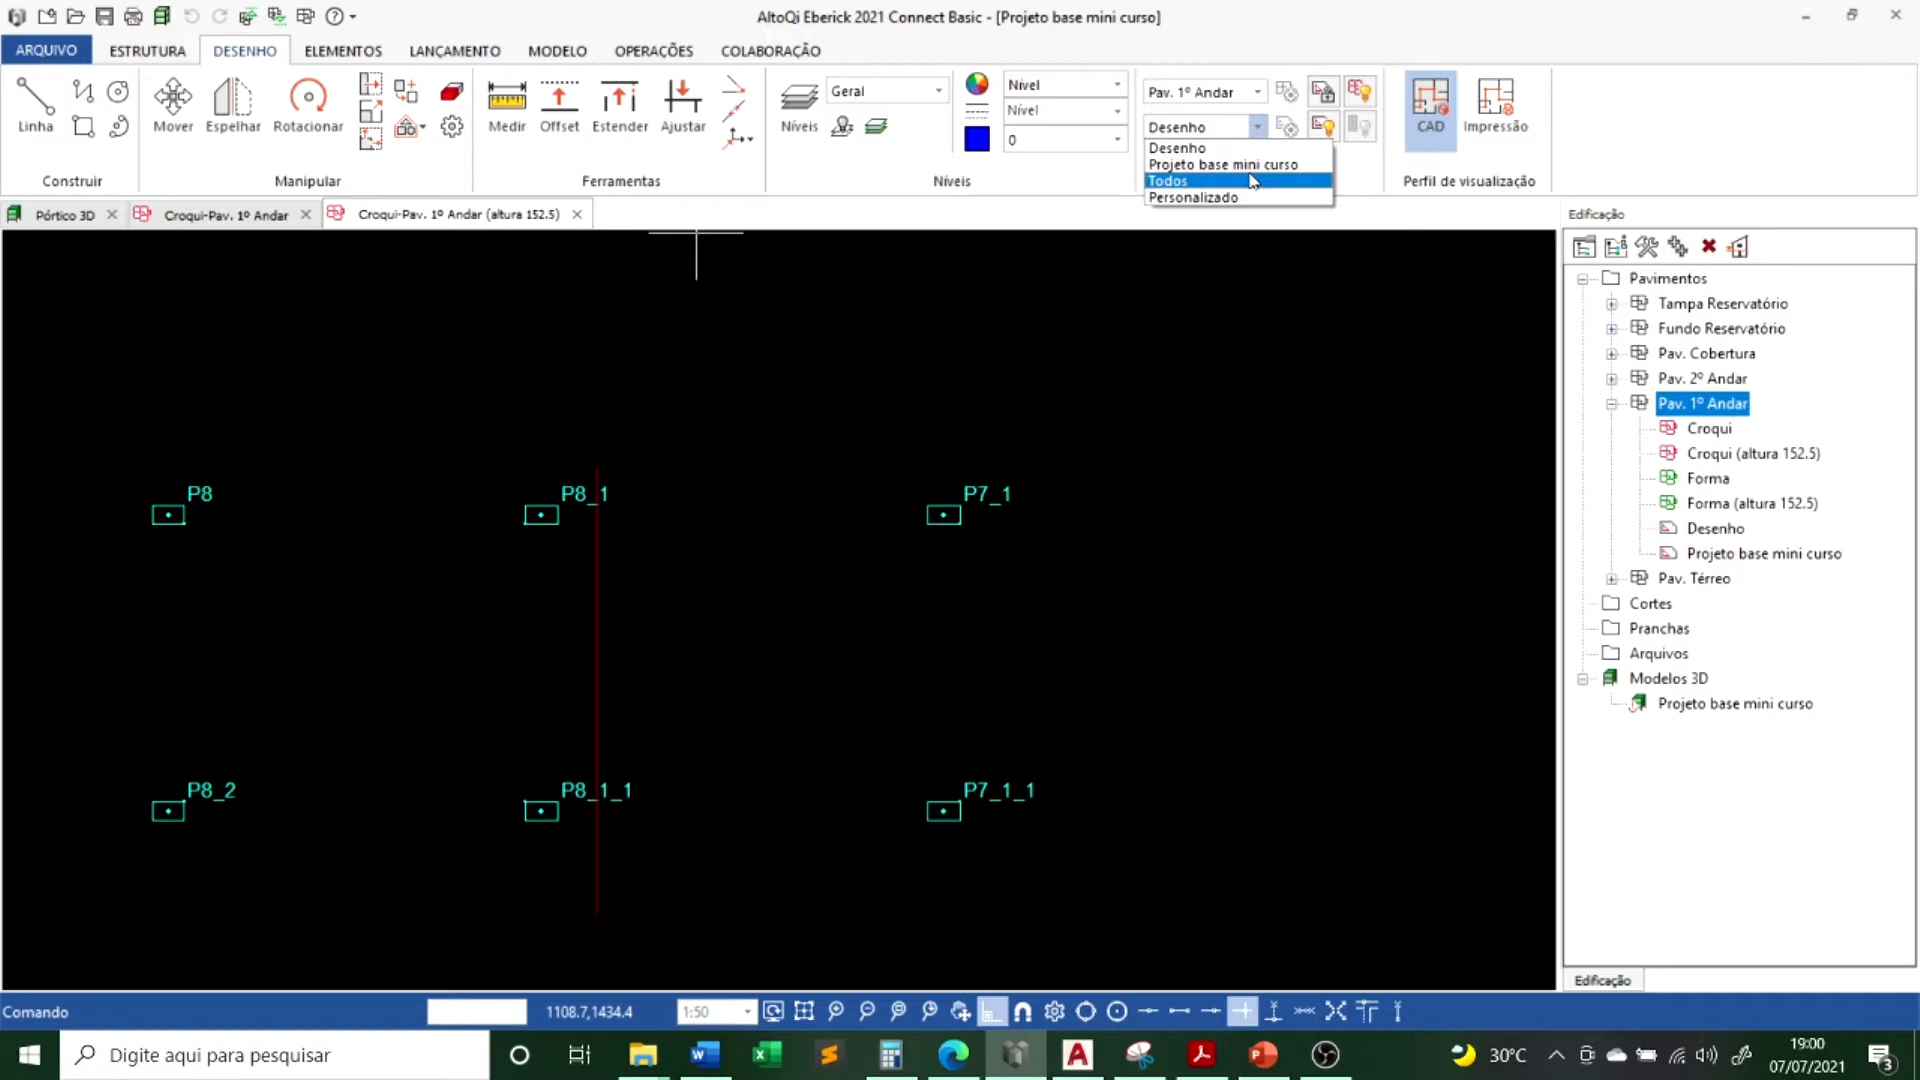 AltoQi Eberick 2021 Connect Basic - [Projeto base mini curso]
ARQUIVO ESTRUTURA DESENHO ELEMENTOS LANÇAMENTO MODELO OPERAÇÕES COLABORAÇÃO
Linha Mover Espelhar Rotacionar Medir Offset Estender Ajustar Níveis CAD Impressão
Geral Nível Pav. 1º Andar
Nível
Desenho
0
Desenho
Projeto base mini curso
Todos
Personalizado
Construir Manipular Ferramentas Níveis Perfil de visualização
Pórtico 3D Croqui-Pav. 1º Andar Croqui-Pav. 1º Andar (altura 152.5)
Edificação
Pavimentos
Tampa Reservatório
Fundo Reservatório
Pav. Cobertura
Pav. 2º Andar
Pav. 1º Andar
Croqui
Croqui (altura 152.5)
Forma
Forma (altura 152.5)
Desenho
Projeto base mini curso
Pav. Térreo
Cortes
Pranchas
Arquivos
Modelos 3D
Projeto base mini curso
P8 P8_1 P7_1
P8_2 P8_1_1 P7_1_1
Edificação
Comando 1108.7,1434.4 1:50
Digite aqui para pesquisar
30°C
19:00
07/07/2021
3